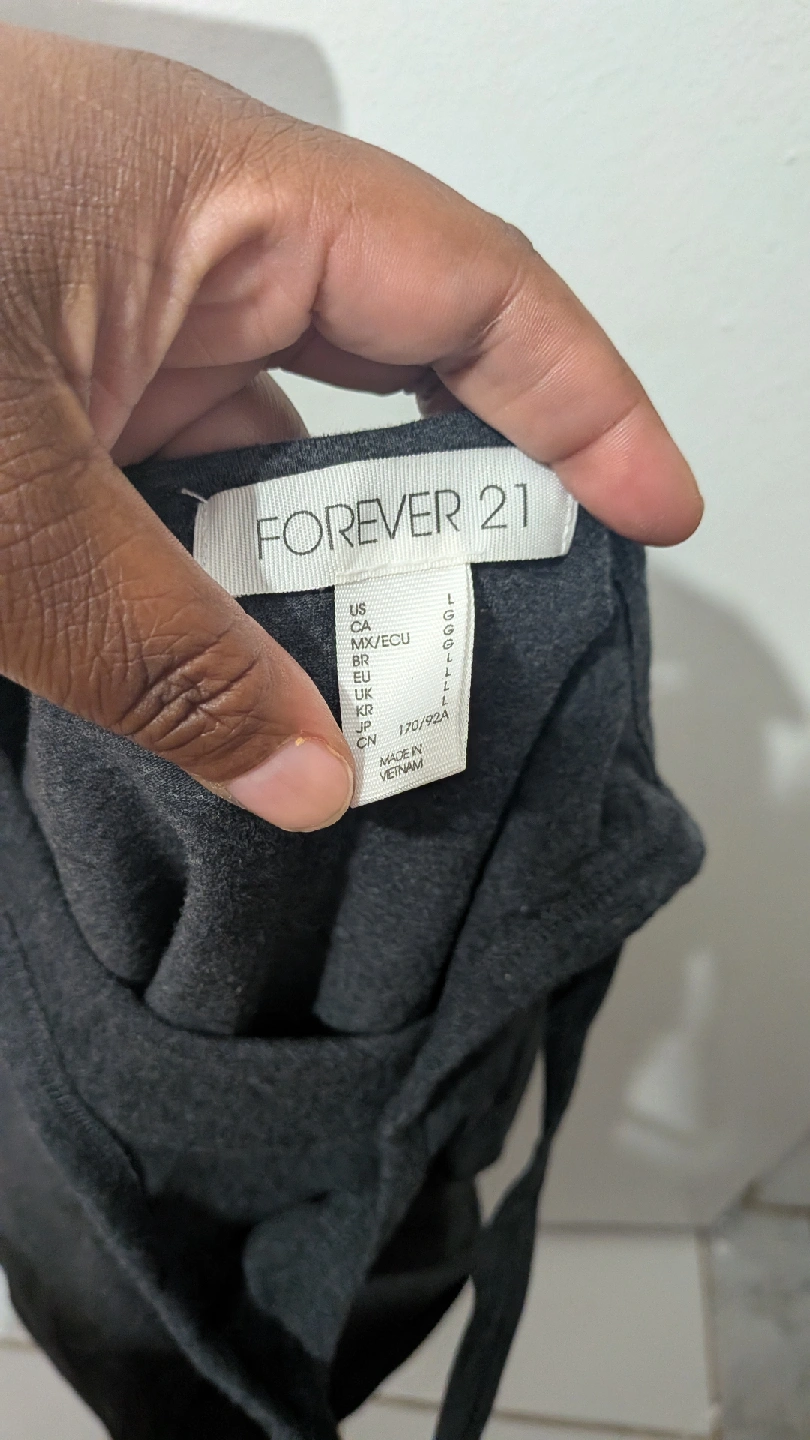 FOREVER 21
US L
CA G
MX/ECU G
BR G
EU L
UK L
KR L
JP L
CN 170/92A
MADE IN
VIETNAM